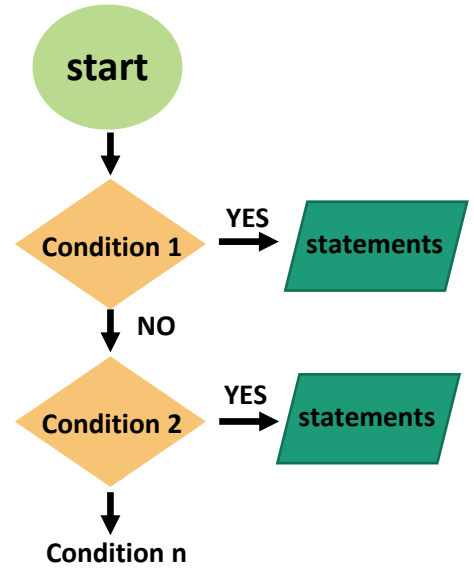 start
Condition 1
YES
statements
NO
Condition 2
YES
statements
Condition n